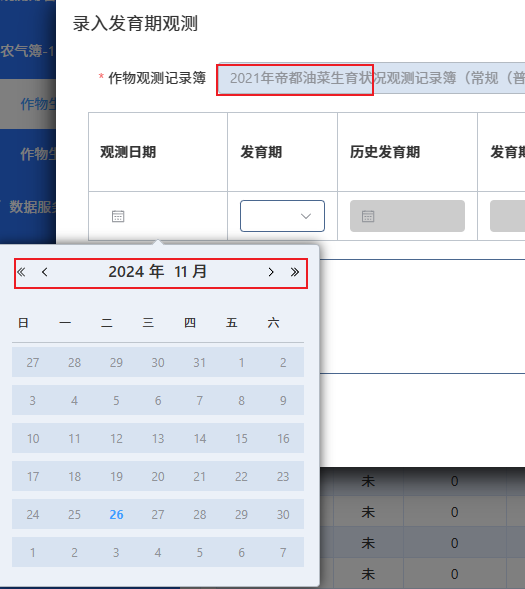 录入发育期观测
农气簿-1
* 作物观测记录簿 2021年帝都油菜生育状况观测记录簿（常规（普
作物生
观测日期 发育期 历史发育期 发育期
作物生
数据服务
2024 年 11 月
日 一 二 三 四 五 六
27 28 29 30 31 1 2
3 4 5 6 7 8 9
10 11 12 13 14 15 16
17 18 19 20 21 22 23
未 0
24 25 26 27 28 29 30
未 0
未 0
1 2 3 4 5 6 7
未 0